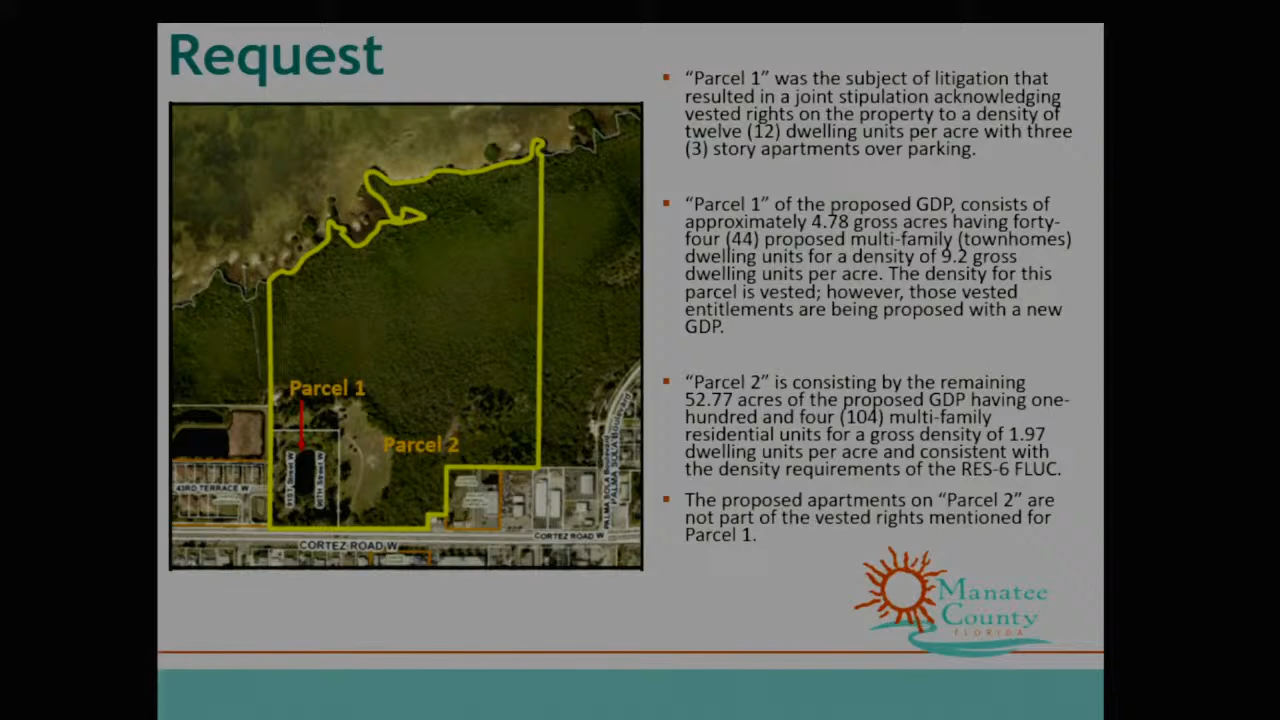 Request
▪ “Parcel 1” was the subject of litigation that
resulted in a joint stipulation acknowledging
vested rights on the property to a density of
twelve (12) dwelling units per acre with three
(3) story apartments over parking.
▪ “Parcel 1” of the proposed GDP, consists of
approximately 4.78 gross acres having forty-
four (44) proposed multi-family (townhomes)
dwelling units for a density of 9.2 gross
dwelling units per acre. The density for this
parcel is vested; however, those vested
entitlements are being proposed with a new
GDP.
▪ “Parcel 2” is consisting by the remaining
52.77 acres of the proposed GDP having one-
hundred and four (104) multi-family
residential units for a gross density of 1.97
dwelling units per acre and consistent with
the density requirements of the RES-6 FLUC.
▪ The proposed apartments on “Parcel 2” are
not part of the vested rights mentioned for
Parcel 1.
Parcel 1
Parcel 2
43RD TERRACE W
91ST Street W
PALMA SOLA Boulevard
PALMA SOLA BOULEVARD
CORTEZ ROAD W
CORTEZ ROAD W
Manatee
County
FLORIDA